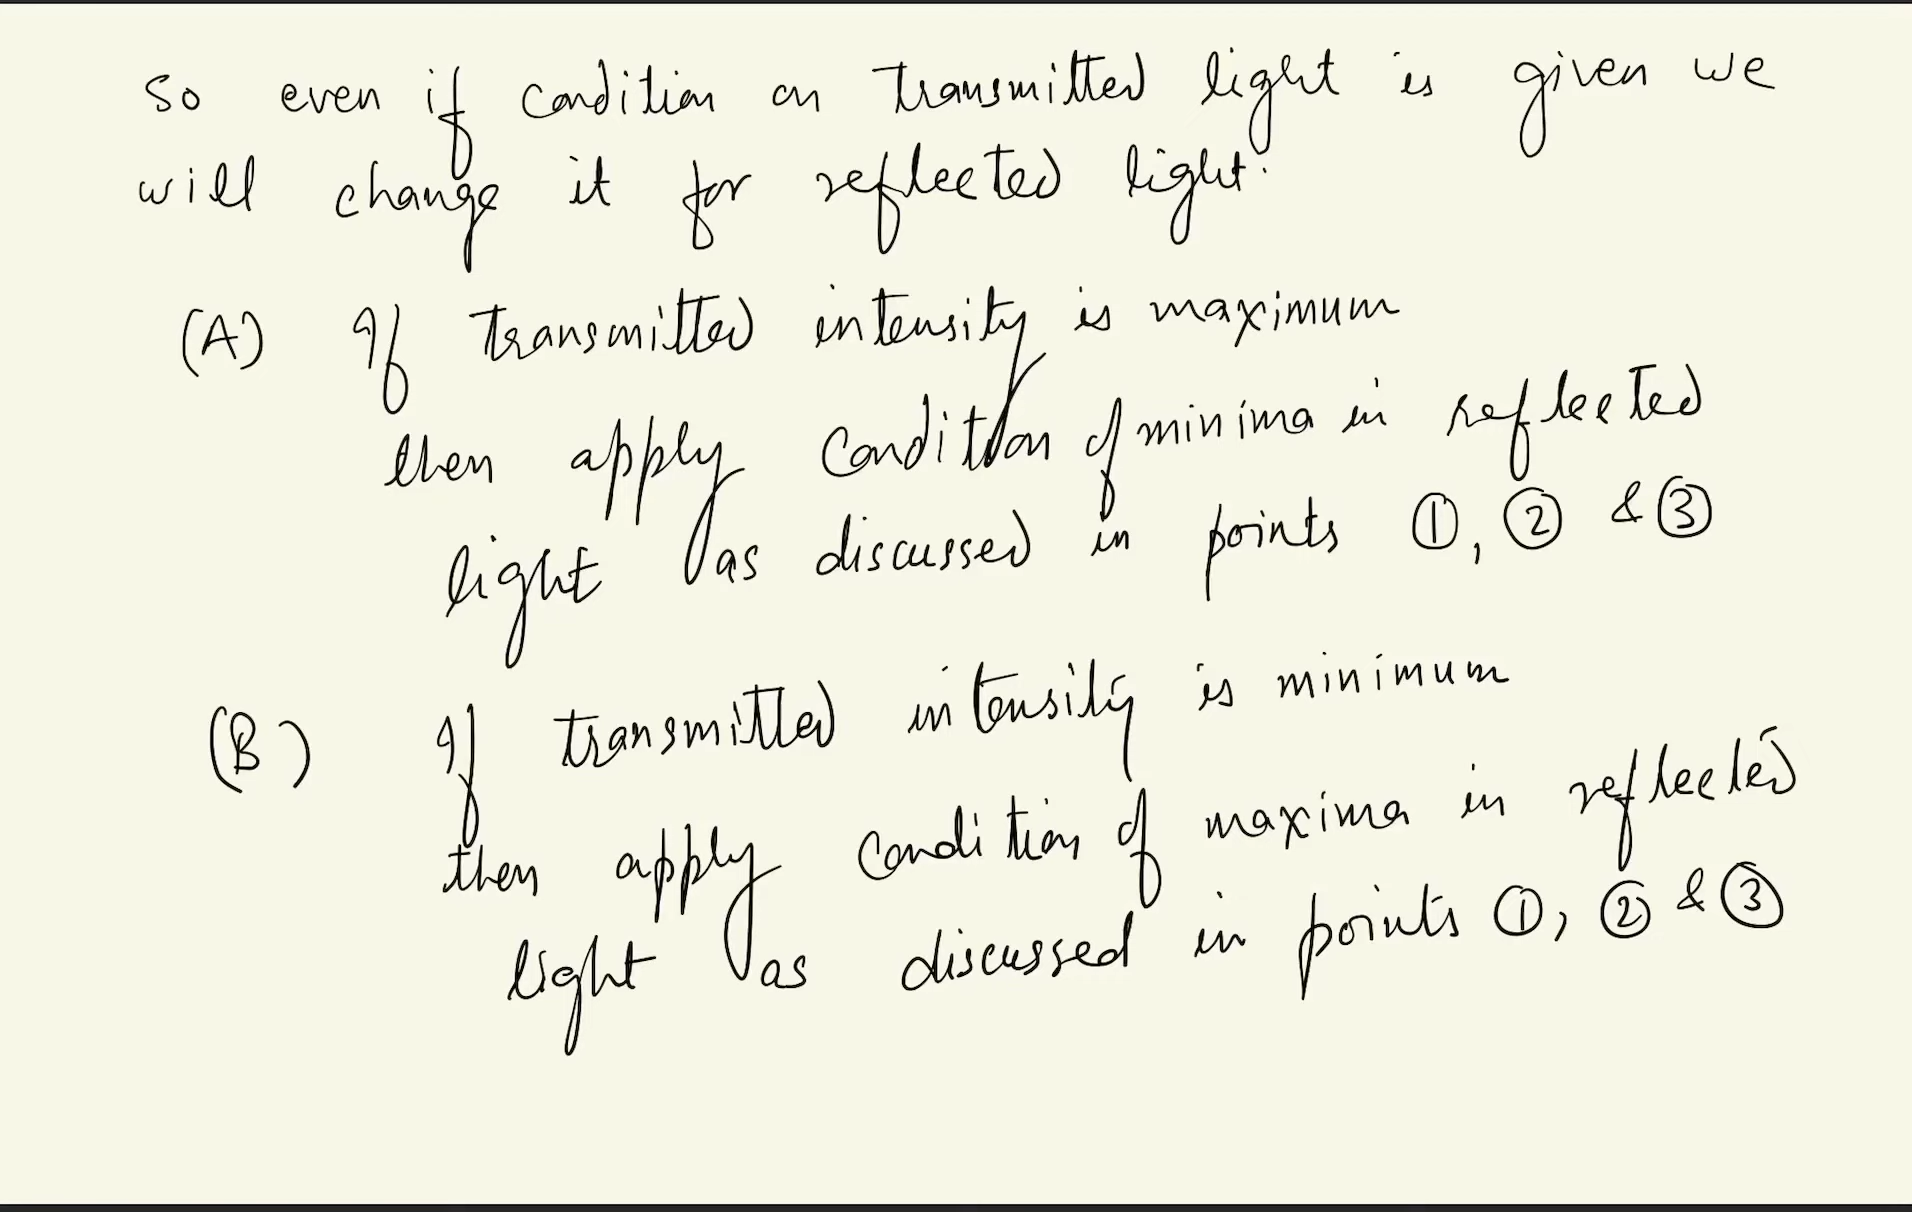 So even if condition on transmitted light is given we
will change it for reflected light.
(A) If transmitted intensity is maximum
then apply condition of minima in reflected
light as discussed in points ①, ② & ③
(B) If transmitted intensity is minimum
then apply condition of maxima in reflected
light as discussed in points ①, ② & ③